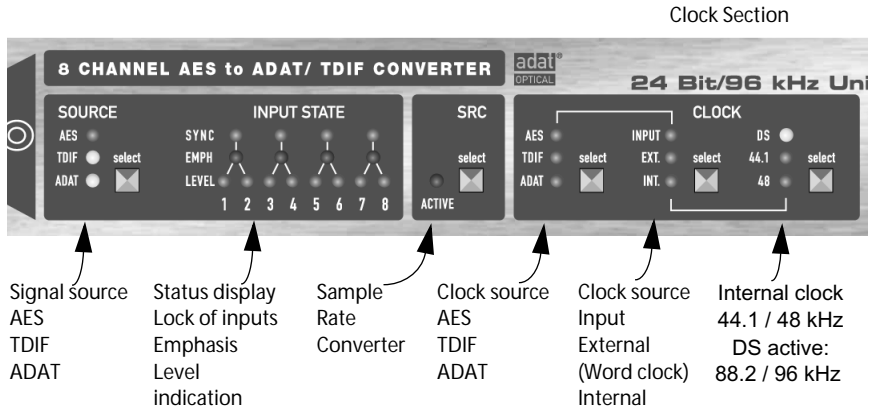 Clock Section
8 CHANNEL AES to ADAT/ TDIF CONVERTER
adat®
OPTICAL
24 Bit/96 kHz Uni
SOURCE
INPUT STATE
SRC
CLOCK
AES
SYNC
AES
INPUT
DS
TDIF
select
EMPH
select
TDIF
select
EXT.
select
44.1
select
ADAT
LEVEL
ADAT
INT.
48
1 2 3 4 5 6 7 8
ACTIVE
Signal source
AES
TDIF
ADAT
Status display
Lock of inputs
Emphasis
Level
indication
Sample
Rate
Converter
Clock source
AES
TDIF
ADAT
Clock source
Input
External
(Word clock)
Internal
Internal clock
44.1 / 48 kHz
DS active:
88.2 / 96 kHz